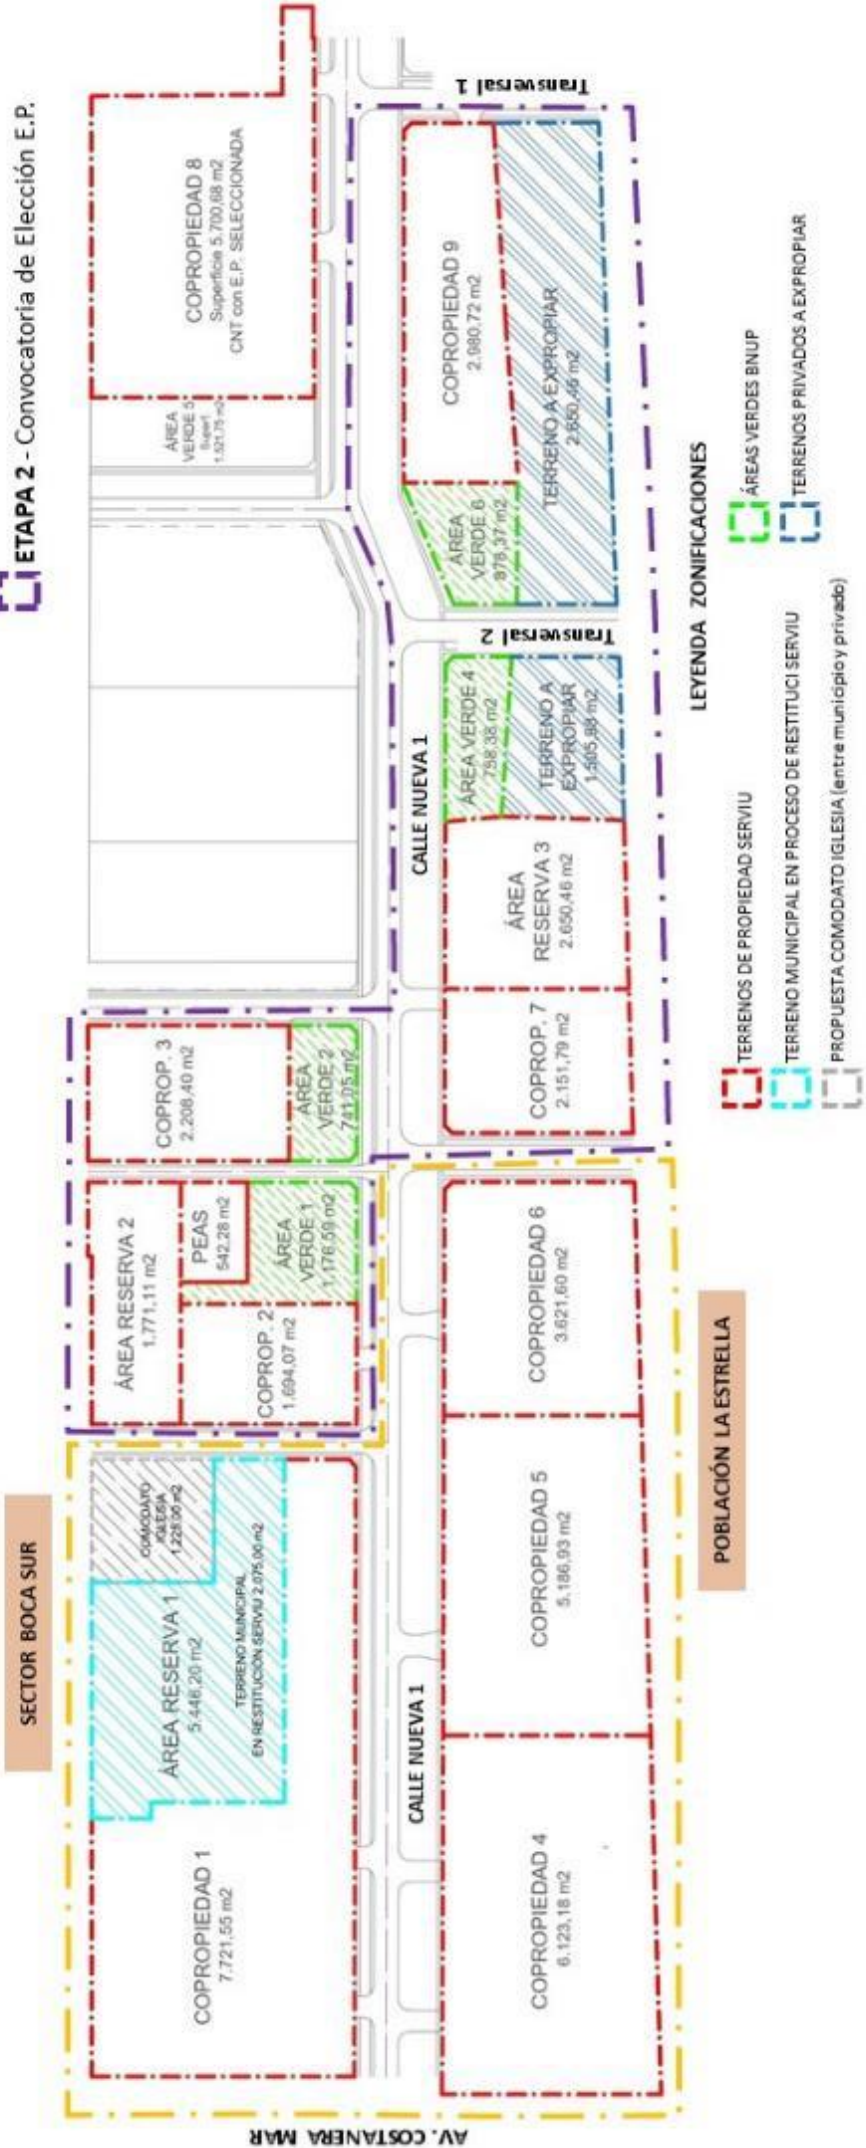 ETAPA 2 - Convocatoria de Elección E.P.
SECTOR BOCA SUR
COPROPIEDAD 1
7.721,55 m2
ÁREA RESERVA 1
5.446,20 m2
TERRENO MUNICIPAL
EN RESTITUCIÓN SERVIU 2.075,00 m2
COMODATO
IGLESIA
ÁREA RESERVA 2
1.771,11 m2
PEAS
542,28 m2
COPROP. 2
1.694,07 m2
ÁREA
VERDE 1
1.176,59 m2
COPROP. 3
2.208,40 m2
ÁREA
VERDE 2
741,05 m2
ÁREA
VERDE 5
1.521,75 m2
COPROPIEDAD 8
Superficie 5.700,68 m2
CNT con E.P. SELECCIONADA
AV. COSTANERA MAR
CALLE NUEVA 1
CALLE NUEVA 1
Transversal 2
Transversal 1
COPROPIEDAD 4
6.123,18 m2
COPROPIEDAD 5
5.186,93 m2
COPROPIEDAD 6
3.621,60 m2
COPROP. 7
2.151,79 m2
ÁREA
RESERVA 3
2.650,46 m2
ÁREA VERDE 4
758,38 m2
TERRENO A
EXPROPIAR
1.505,88 m2
ÁREA
VERDE 6
878,37 m2
COPROPIEDAD 9
2.980,72 m2
TERRENO A EXPROPIAR
2.650,46 m2
POBLACIÓN LA ESTRELLA
LEYENDA ZONIFICACIONES
TERRENOS DE PROPIEDAD SERVIU
ÁREAS VERDES BNUP
TERRENO MUNICIPAL EN PROCESO DE RESTITUCI SERVIU
TERRENOS PRIVADOS A EXPROPIAR
PROPUESTA COMODATO IGLESIA (entre municipio y privado)